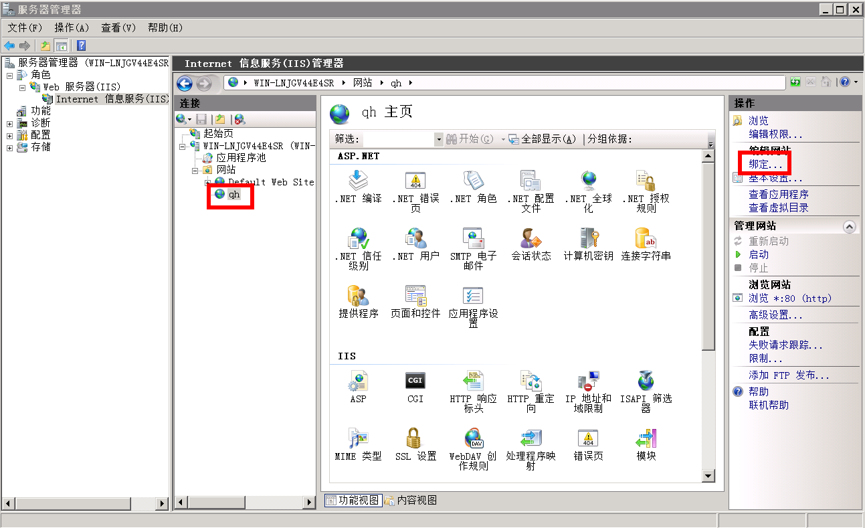 服务器管理器
文件(F) 操作(A) 查看(V) 帮助(H)
服务器管理器 (WIN-LNJGV44E4SR
角色
Web 服务器(IIS)
Internet 信息服务(IIS)
功能
诊断
配置
存储
Internet 信息服务(IIS)管理器
WIN-LNJGV44E4SR 网站 qh
连接
起始页
WIN-LNJGV44E4SR (WIN-
应用程序池
网站
Default Web Site
qh
qh 主页
筛选: 开始(G) 全部显示(A) 分组依据:
ASP.NET
.NET 编译 .NET 错误页 .NET 角色 .NET 配置文件 .NET 全球化 .NET 授权规则
.NET 信任级别 .NET 用户 SMTP 电子邮件 会话状态 计算机密钥 连接字符串
提供程序 页面和控件 应用程序设置
IIS
ASP CGI HTTP 响应标头 HTTP 重定向 IP 地址和域限制 ISAPI 筛选器
MIME 类型 SSL 设置 WebDAV 创作规则 处理程序映射 错误页 模块
功能视图 内容视图
操作
浏览
编辑权限...
编辑网站
绑定...
基本设置...
查看应用程序
查看虚拟目录
管理网站
重新启动
启动
停止
浏览网站
浏览 *:80 (http)
高级设置...
配置
失败请求跟踪...
限制...
添加 FTP 发布...
帮助
联机帮助